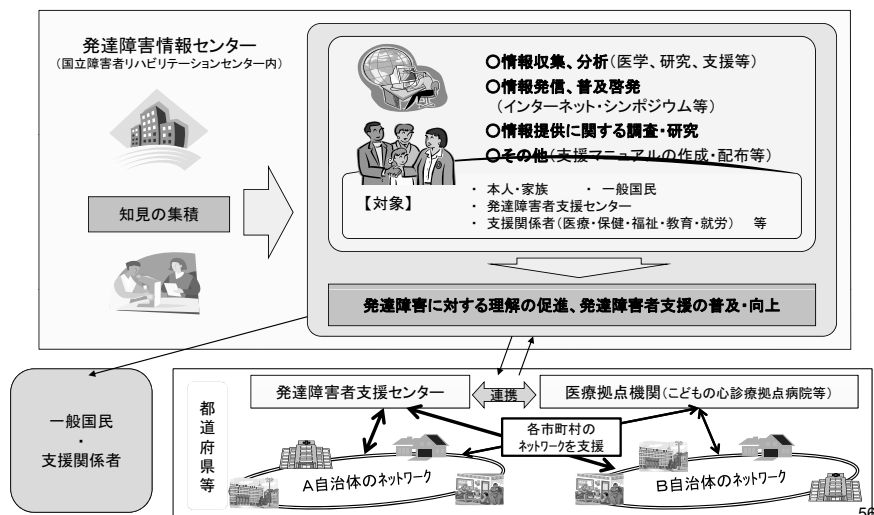 発達障害情報センター
(国立障害者リハビリテーションセンター内)
知見の集積
○情報収集、分析(医学、研究、支援等)
○情報発信、普及啓発
(インターネット・シンポジウム等)
○情報提供に関する調査・研究
○その他(支援マニュアルの作成・配布等)
【対象】
・ 本人・家族 ・ 一般国民
・ 発達障害者支援センター
・ 支援関係者(医療・保健・福祉・教育・就労) 等
発達障害に対する理解の促進、発達障害者支援の普及・向上
一般国民
・
支援関係者
都道府県等
発達障害者支援センター
連携
医療拠点機関(こどもの心診療拠点病院等)
各市町村の
ネットワークを支援
A自治体のネットワーク
B自治体のネットワーク
56